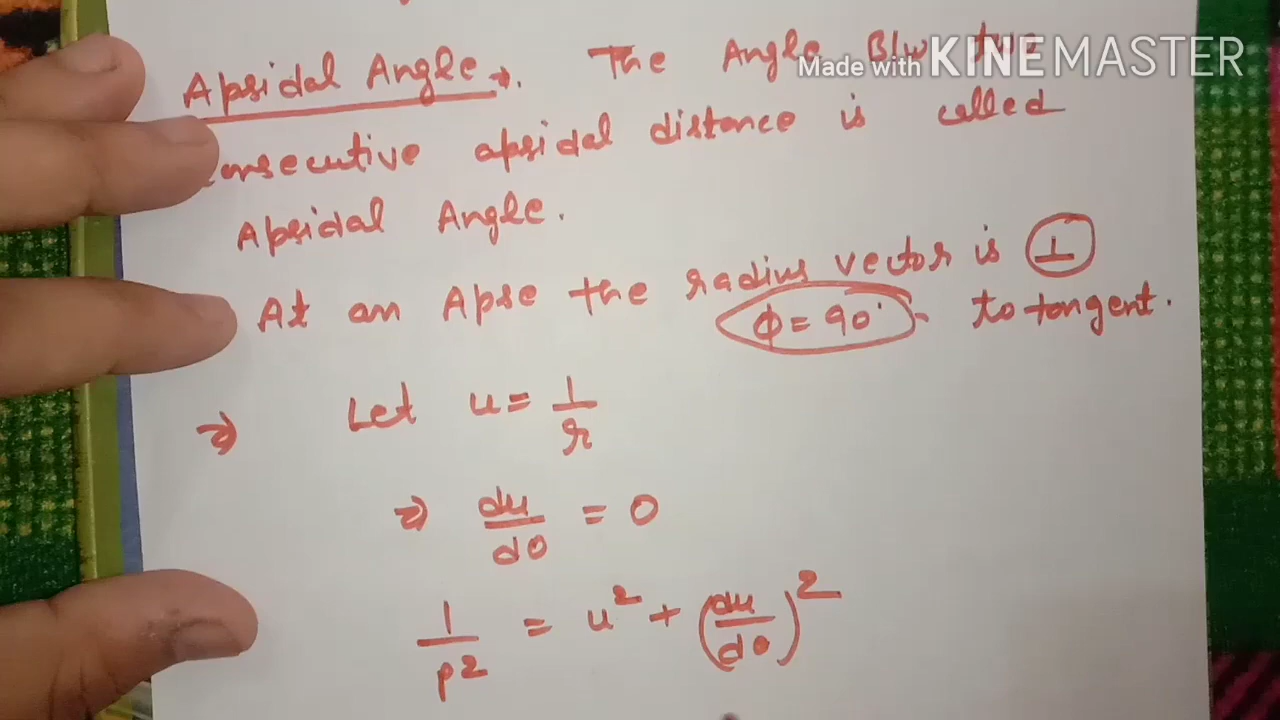 Apsidal Angle →. The Angle B/w two
Made with KINEMASTER
consecutive apsidal distance is called
Apsidal Angle.
At an Apse the radius vector is ⊥
φ = 90° - to tangent.
⇒ Let u = 1/r
⇒ du/dθ = 0
1/p² = u² + (du/dθ)²